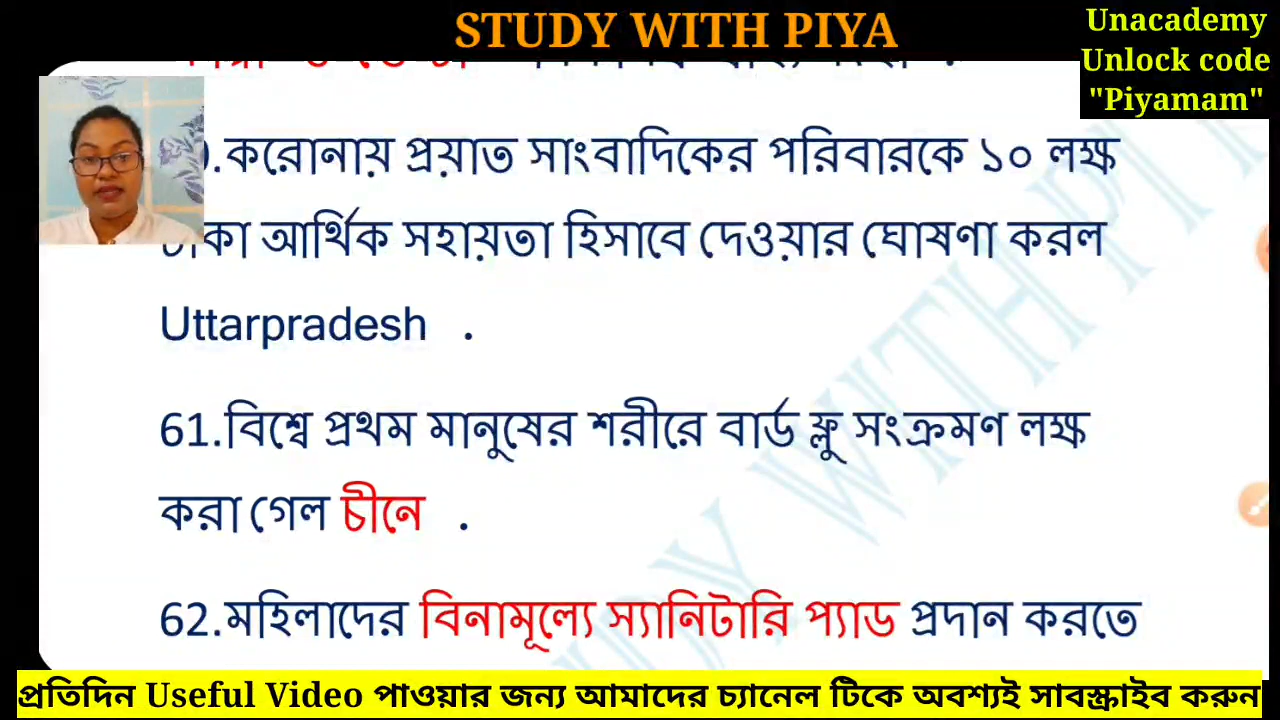 STUDY WITH PIYA
Unacademy
Unlock code
"Piyamam"
.করোনায় প্রয়াত সাংবাদিকের পরিবারকে ১০ লক্ষ
আর্থিক সহায়তা হিসাবে দেওয়ার ঘোষণা করল
Uttarpradesh .
61.বিশ্বে প্রথম মানুষের শরীরে বার্ড ফ্লু সংক্রমণ লক্ষ
করা গেল চীনে .
62.মহিলাদের বিনামূল্যে স্যানিটারি প্যাড প্রদান করতে
প্রতিদিন Useful Video পাওয়ার জন্য আমাদের চ্যানেল টিকে অবশ্যই সাবস্ক্রাইব করুন